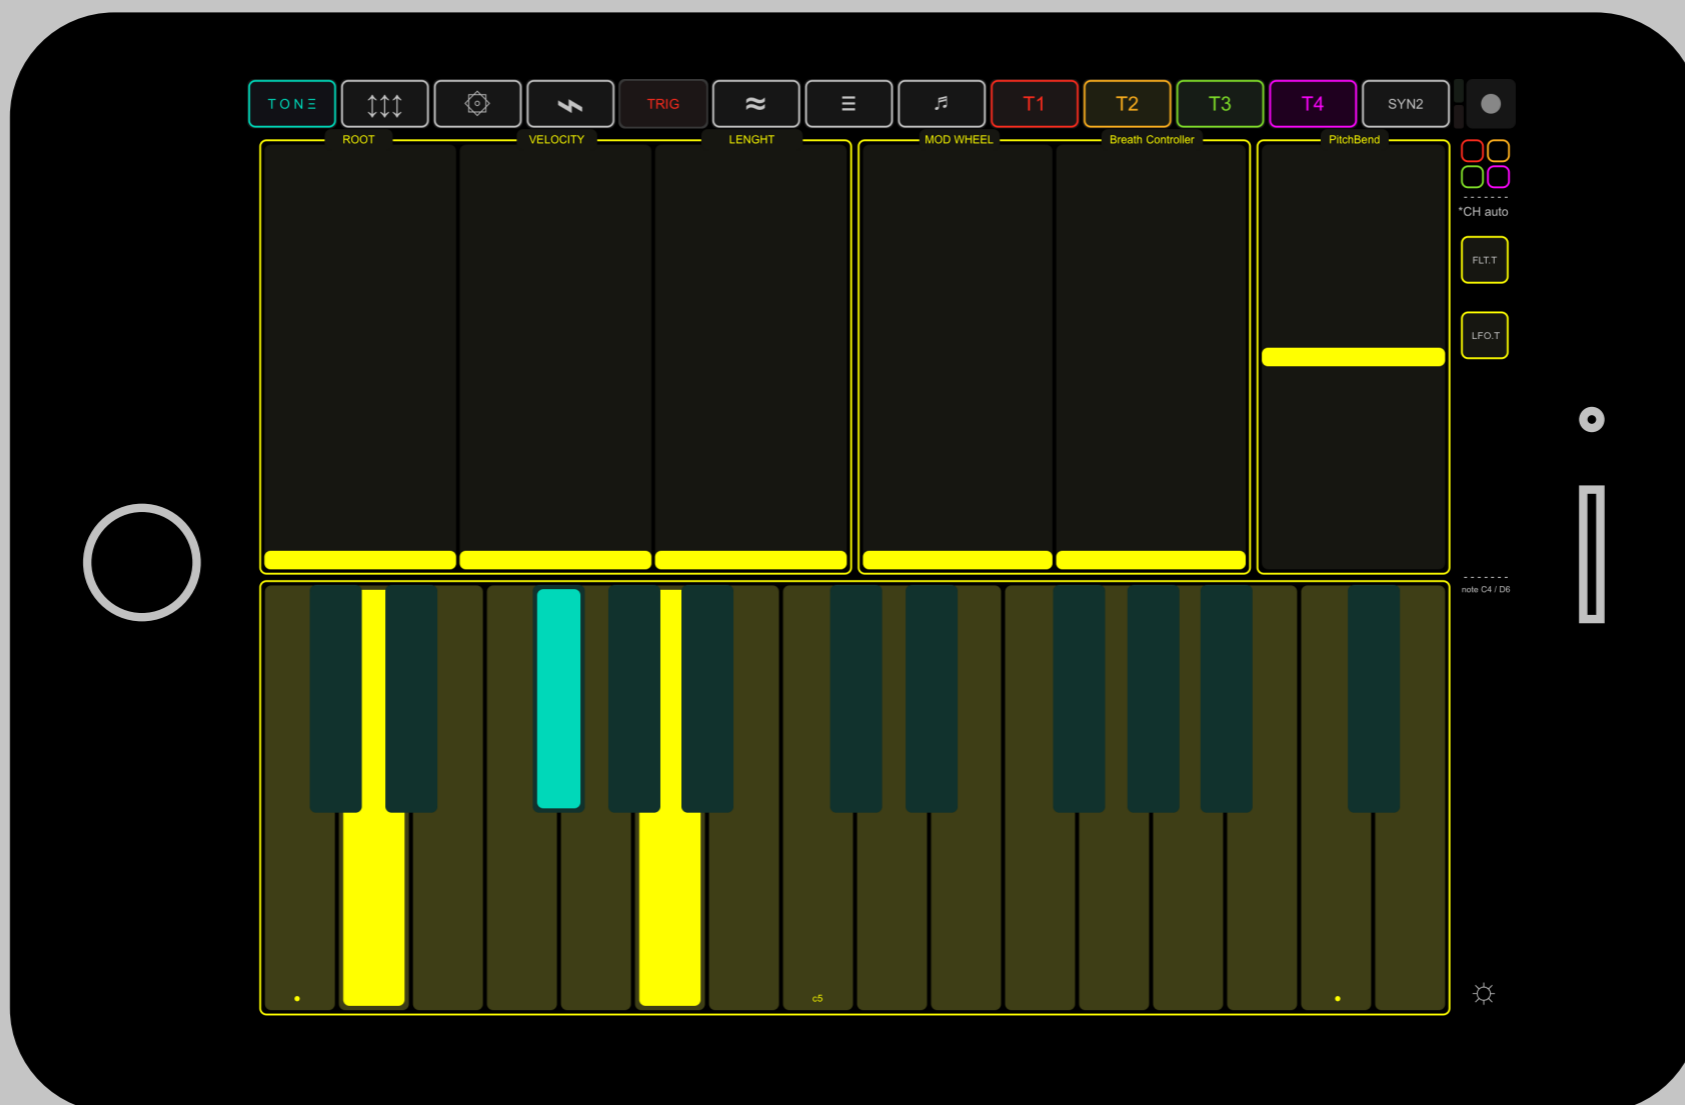 TONΞ TRIG T1 T2 T3 T4 SYN2
ROOT VELOCITY LENGHT MOD WHEEL Breath Controller PitchBend
*CH auto
FLT.T
LFO.T
note C4 / D6
c5